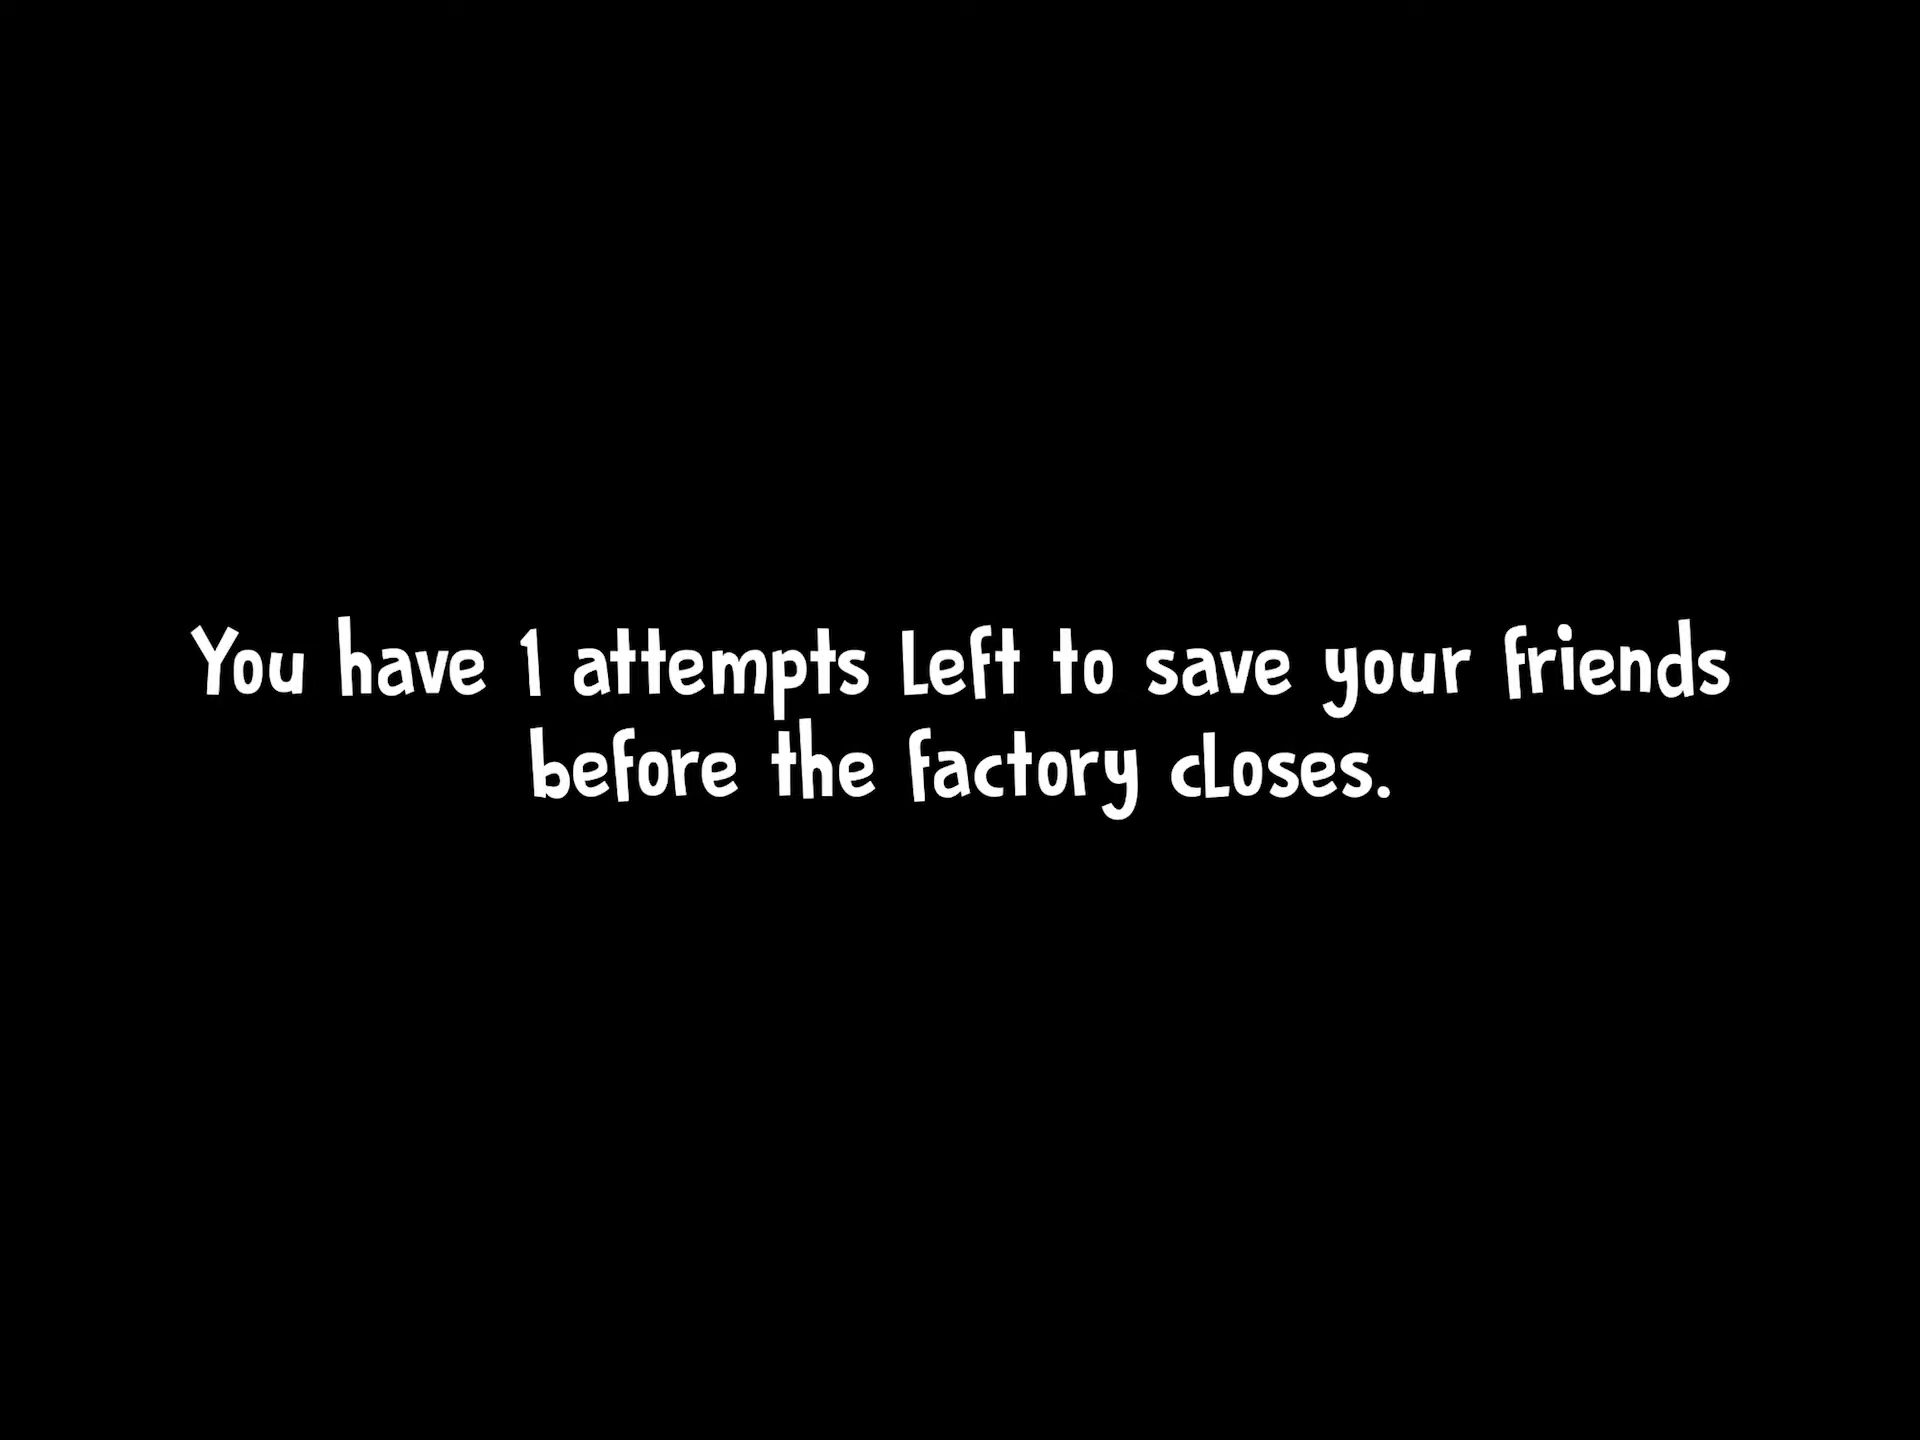 You have 1 attempts left to save your friends
before the factory closes.